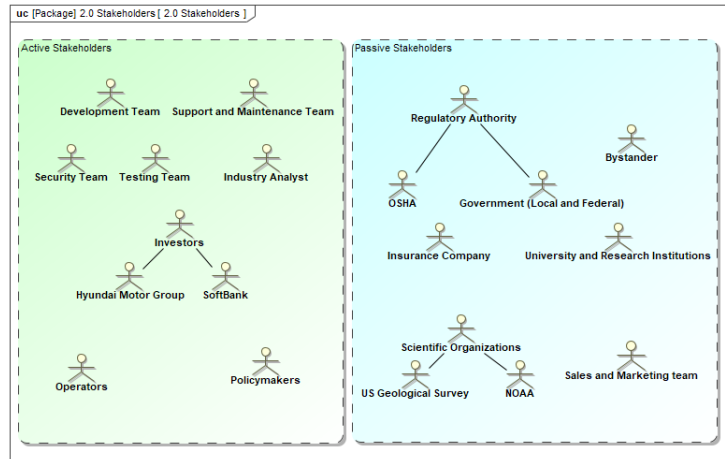 uc [Package] 2.0 Stakeholders [ 2.0 Stakeholders ]
Active Stakeholders
Development Team
Support and Maintenance Team
Security Team
Testing Team
Industry Analyst
Investors
Hyundai Motor Group
SoftBank
Operators
Policymakers
Passive Stakeholders
Regulatory Authority
Bystander
OSHA
Government (Local and Federal)
Insurance Company
University and Research Institutions
Scientific Organizations
US Geological Survey
NOAA
Sales and Marketing team